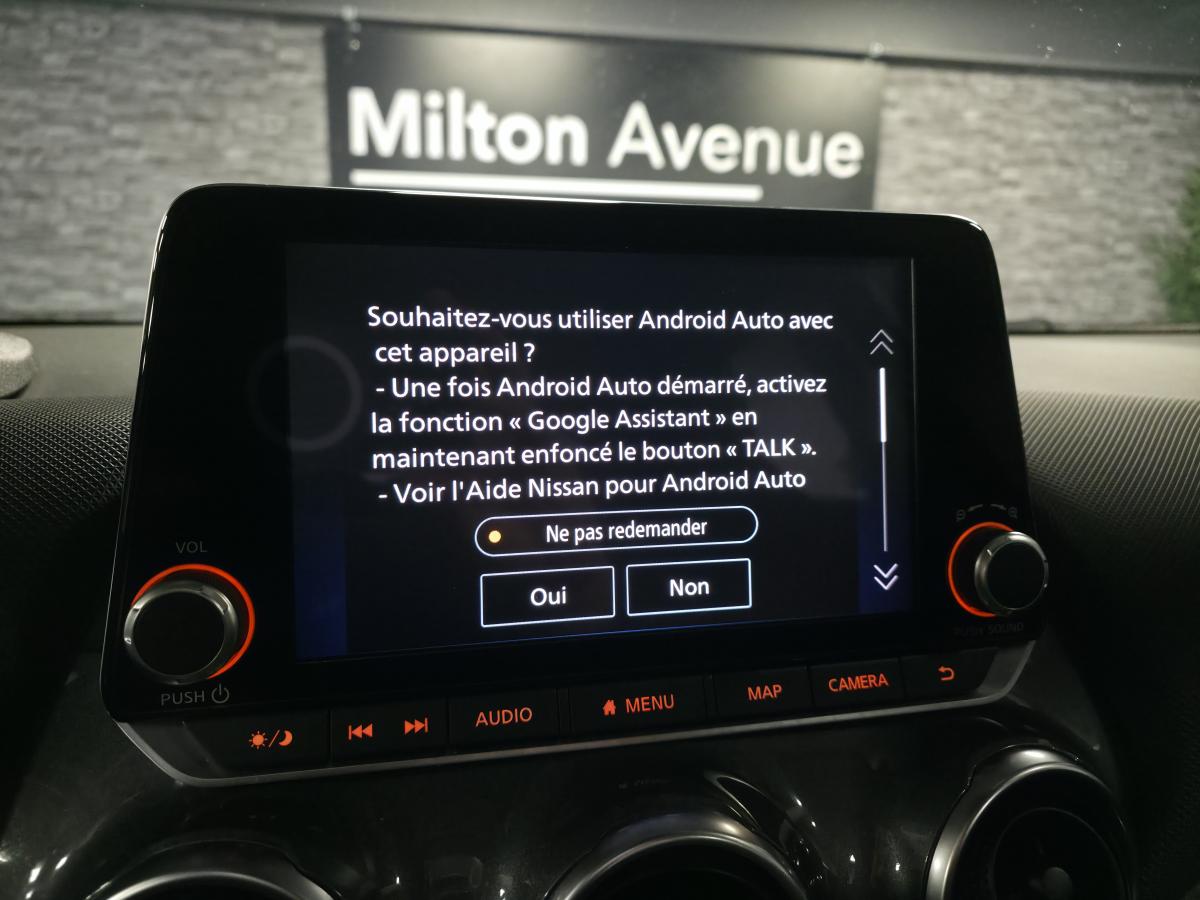 Milton Avenue
Souhaitez-vous utiliser Android Auto avec
cet appareil ?
- Une fois Android Auto démarré, activez
la fonction « Google Assistant » en
maintenant enfoncé le bouton « TALK ».
- Voir l'Aide Nissan pour Android Auto
Ne pas redemander
Oui
Non
VOL
PUSH
PUSH SOUND
AUDIO
MENU
MAP
CAMERA